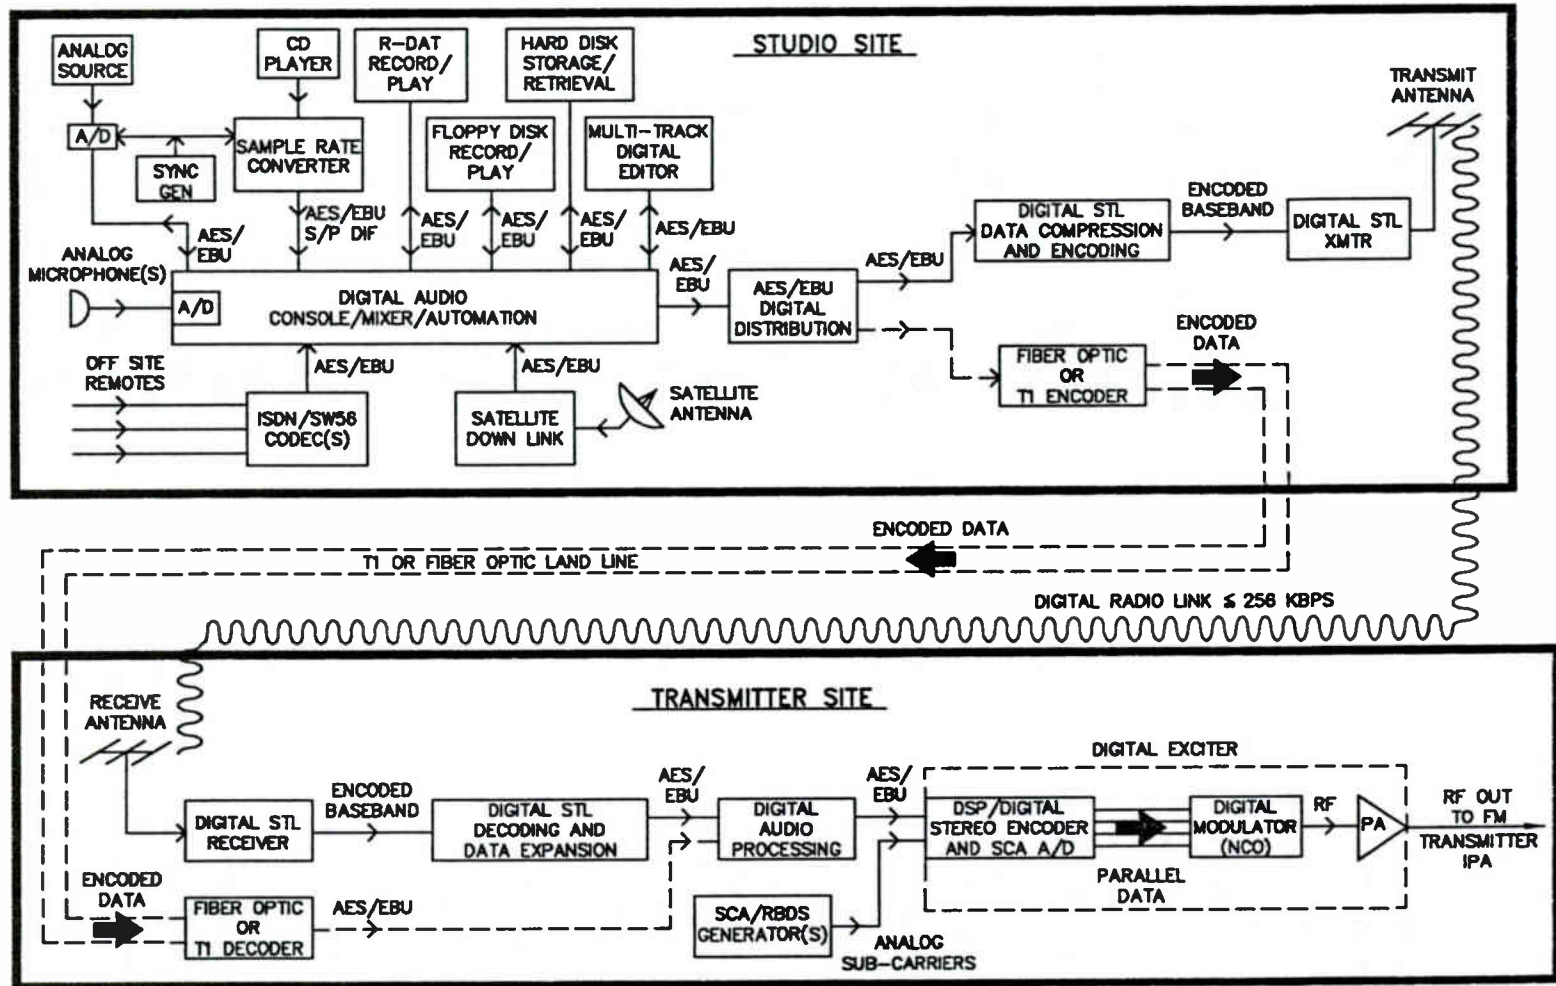 STUDIO SITE
ANALOG
SOURCE
CD
PLAYER
R-DAT
RECORD/
PLAY
HARD DISK
STORAGE/
RETRIEVAL
TRANSMIT
ANTENNA
A/D
SYNC
GEN
SAMPLE RATE
CONVERTER
FLOPPY DISK
RECORD/
PLAY
MULTI-TRACK
DIGITAL
EDITOR
AES/
EBU
AES/EBU
S/P DIF
AES/
EBU
AES/
EBU
AES/
EBU
AES/EBU
ANALOG
MICROPHONE(S)
A/D
DIGITAL AUDIO
CONSOLE/MIXER/AUTOMATION
AES/
EBU
AES/EBU
DIGITAL
DISTRIBUTION
AES/EBU
DIGITAL STL
DATA COMPRESSION
AND ENCODING
ENCODED
BASEBAND
DIGITAL STL
XMTR
OFF SITE
REMOTES
AES/EBU
AES/EBU
ISDN/SW56
CODEC(S)
SATELLITE
DOWN LINK
SATELLITE
ANTENNA
FIBER OPTIC
OR
T1 ENCODER
ENCODED
DATA
ENCODED DATA
T1 OR FIBER OPTIC LAND LINE
DIGITAL RADIO LINK ≤ 256 KBPS
TRANSMITTER SITE
RECEIVE
ANTENNA
DIGITAL STL
RECEIVER
ENCODED
BASEBAND
DIGITAL STL
DECODING AND
DATA EXPANSION
AES/
EBU
DIGITAL
AUDIO
PROCESSING
AES/
EBU
DIGITAL EXCITER
DSP/DIGITAL
STEREO ENCODER
AND SCA A/D
PARALLEL
DATA
DIGITAL
MODULATOR
(NCO)
RF
PA
RF OUT
TO FM
TRANSMITTER
IPA
ENCODED
DATA
FIBER OPTIC
OR
T1 DECODER
AES/EBU
SCA/RBDS
GENERATOR(S)
ANALOG
SUB-CARRIERS